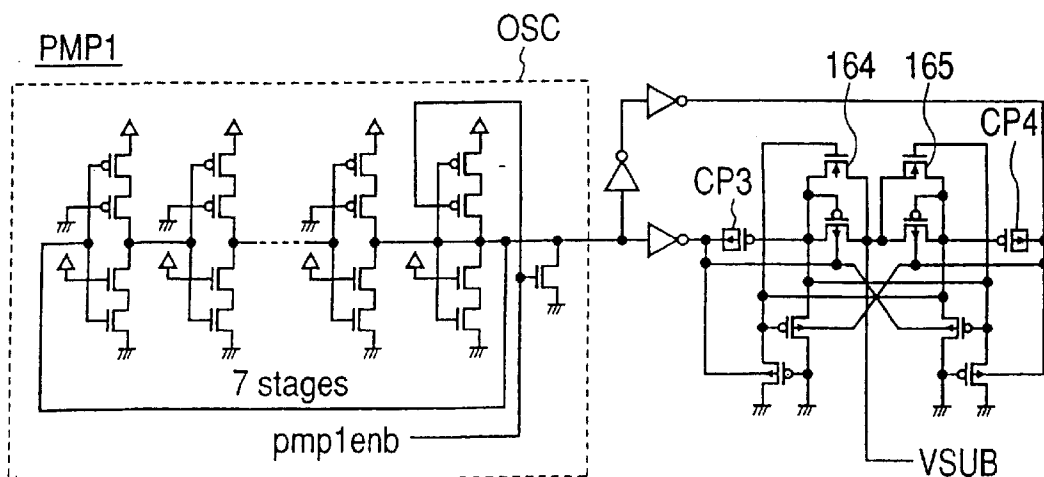 PMP1
OSC
164
165
CP3
CP4
7 stages
pmp1enb
VSUB